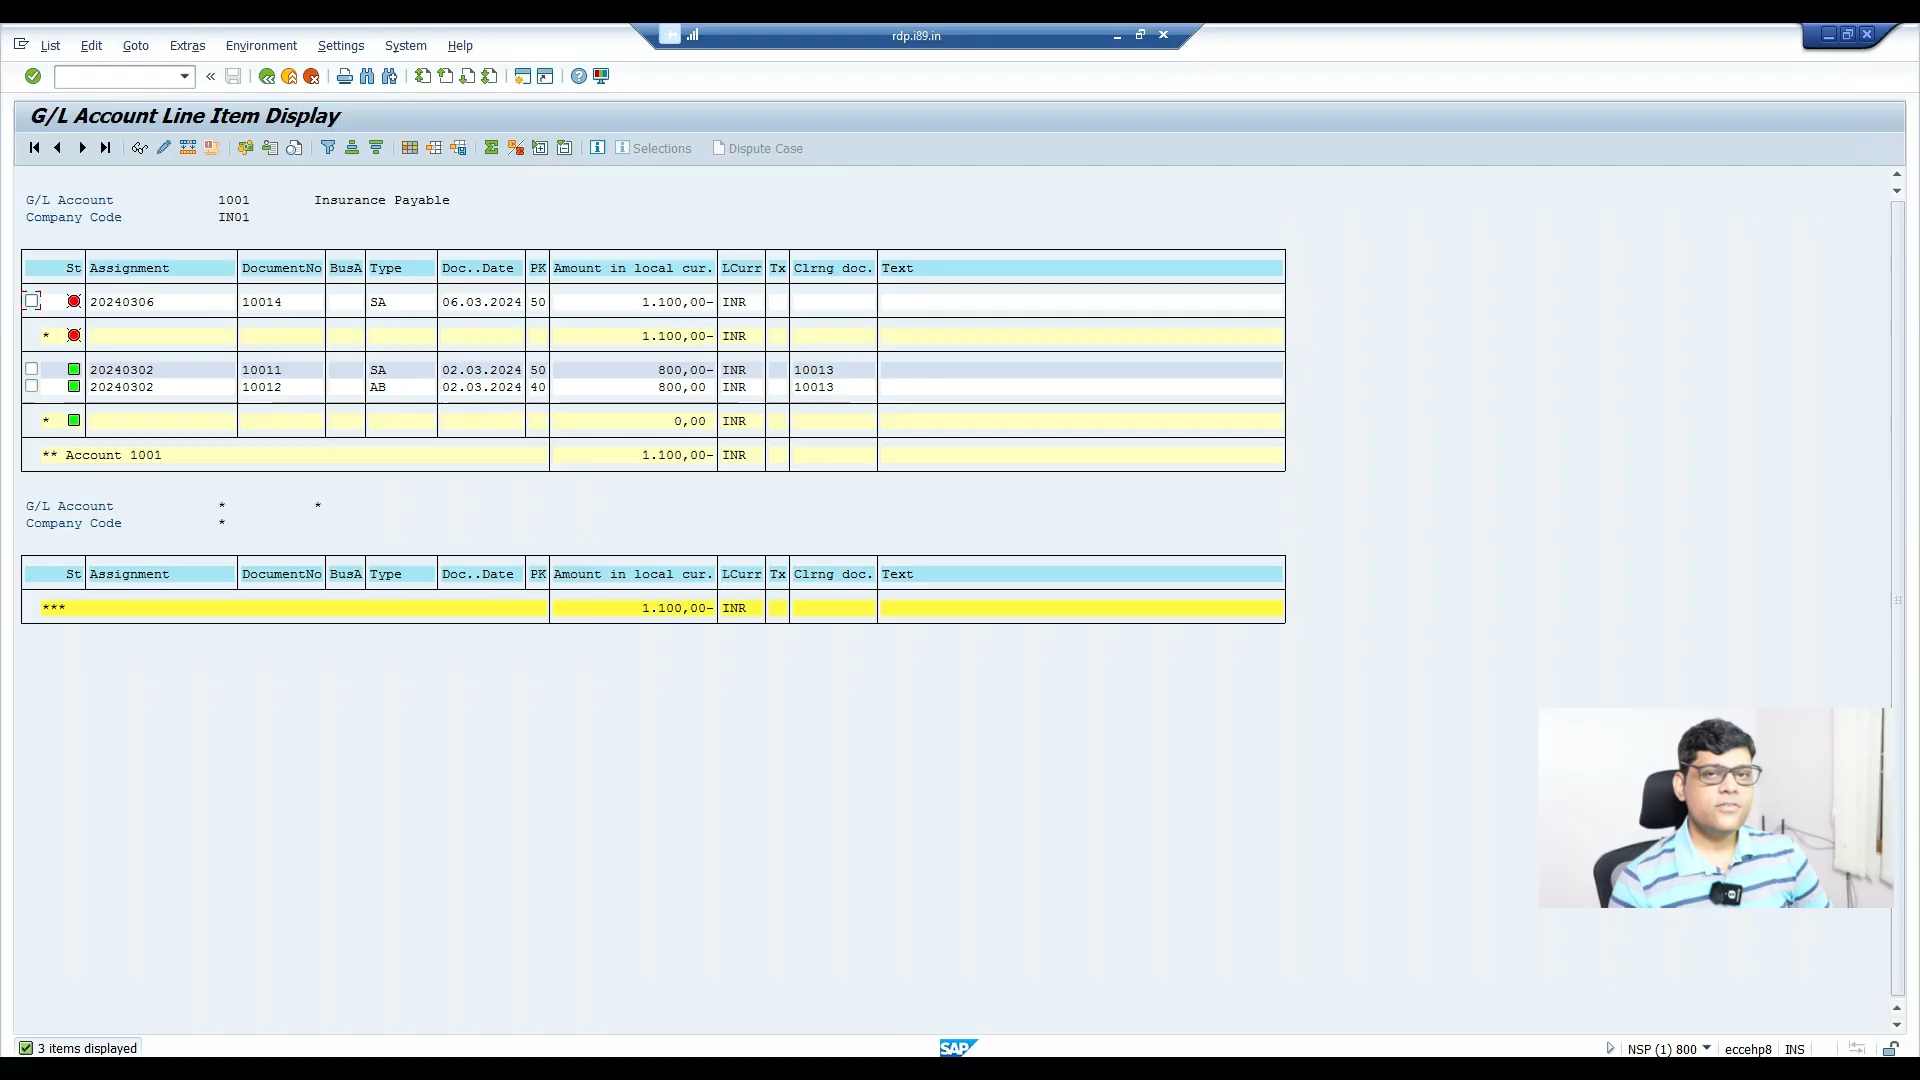 rdp.i89.in
List Edit Goto Extras Environment Settings System Help
G/L Account Line Item Display
Selections Dispute Case
G/L Account 1001 Insurance Payable
Company Code IN01
St Assignment DocumentNo BusA Type Doc..Date PK Amount in local cur. LCurr Tx Clrng doc. Text
20240306 10014 SA 06.03.2024 50 1.100,00- INR
* 1.100,00- INR
20240302 10011 SA 02.03.2024 50 800,00- INR 10013
20240302 10012 AB 02.03.2024 40 800,00 INR 10013
* 0,00 INR
** Account 1001 1.100,00- INR
G/L Account * *
Company Code *
St Assignment DocumentNo BusA Type Doc..Date PK Amount in local cur. LCurr Tx Clrng doc. Text
*** 1.100,00- INR
3 items displayed
SAP
NSP (1) 800 eccehp8 INS